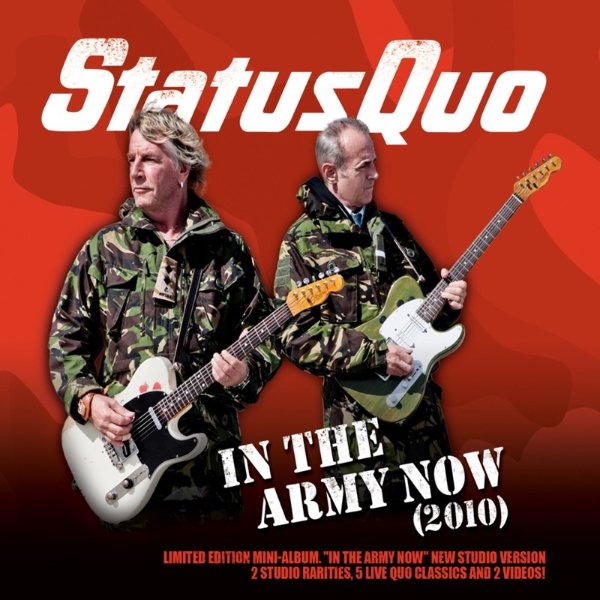 StatusQuo
IN THE
ARMY NOW
(2010)
LIMITED EDITION MINI-ALBUM. "IN THE ARMY NOW" NEW STUDIO VERSION
2 STUDIO RARITIES, 5 LIVE QUO CLASSICS AND 2 VIDEOS!